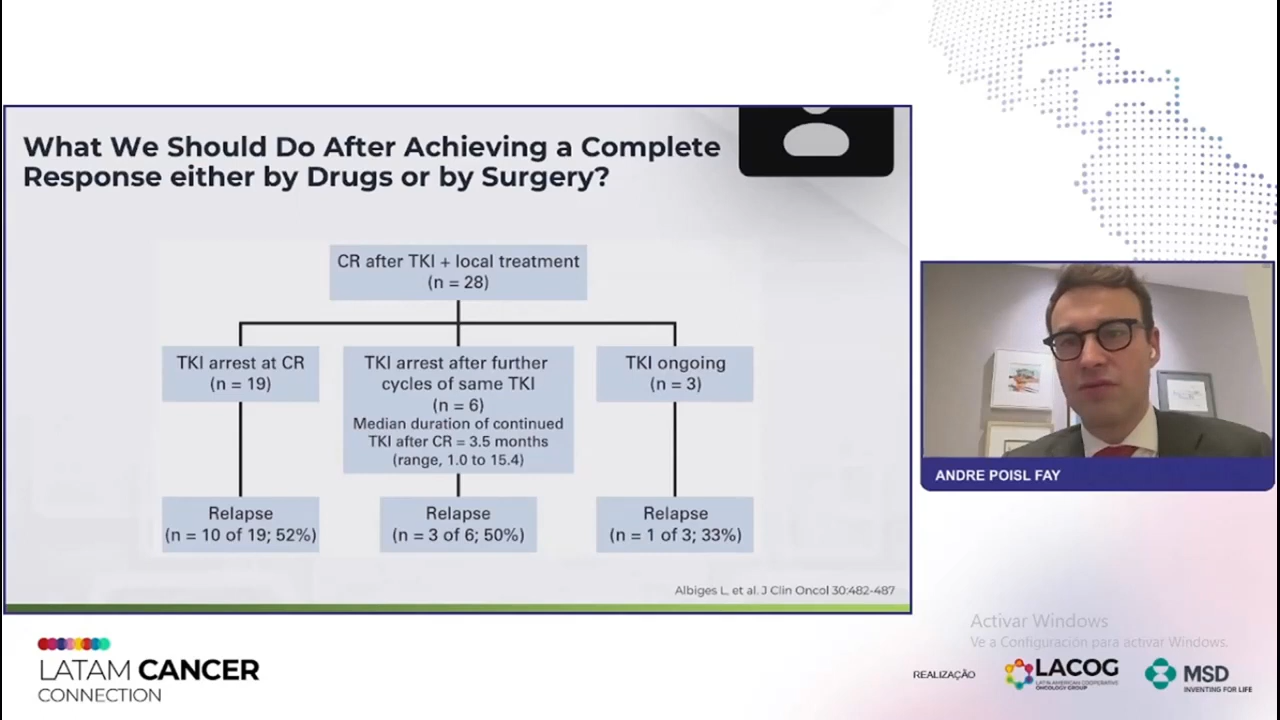 What We Should Do After Achieving a Complete
Response either by Drugs or by Surgery?
CR after TKI + local treatment
(n = 28)
TKI arrest at CR
(n = 19)
TKI arrest after further
cycles of same TKI
(n = 6)
Median duration of continued
TKI after CR = 3.5 months
(range, 1.0 to 15.4)
TKI ongoing
(n = 3)
Relapse
(n = 10 of 19; 52%)
Relapse
(n = 3 of 6; 50%)
Relapse
(n = 1 of 3; 33%)
Albiges L, et al. J Clin Oncol 30:482-487
ANDRE POISL FAY
Activar Windows
Ve a Configuración para activar Windows.
LATAM CANCER
CONNECTION
REALIZAÇÃO
LACOG
LATIN AMERICAN COOPERATIVE
ONCOLOGY GROUP
MSD
INVENTING FOR LIFE